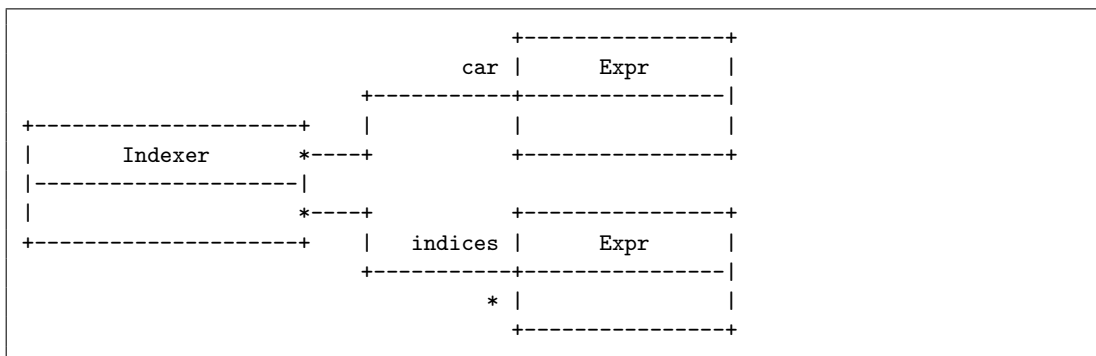 +----------------+
                                   car |      Expr      |
                           +-----------+----------------|
+---------------------+    |           |                |
|       Indexer       *----+           +----------------+
|---------------------|
|                     *----+           +----------------+
+---------------------+    |   indices |      Expr      |
                           +-----------+----------------|
                                     * |                |
                                       +----------------+